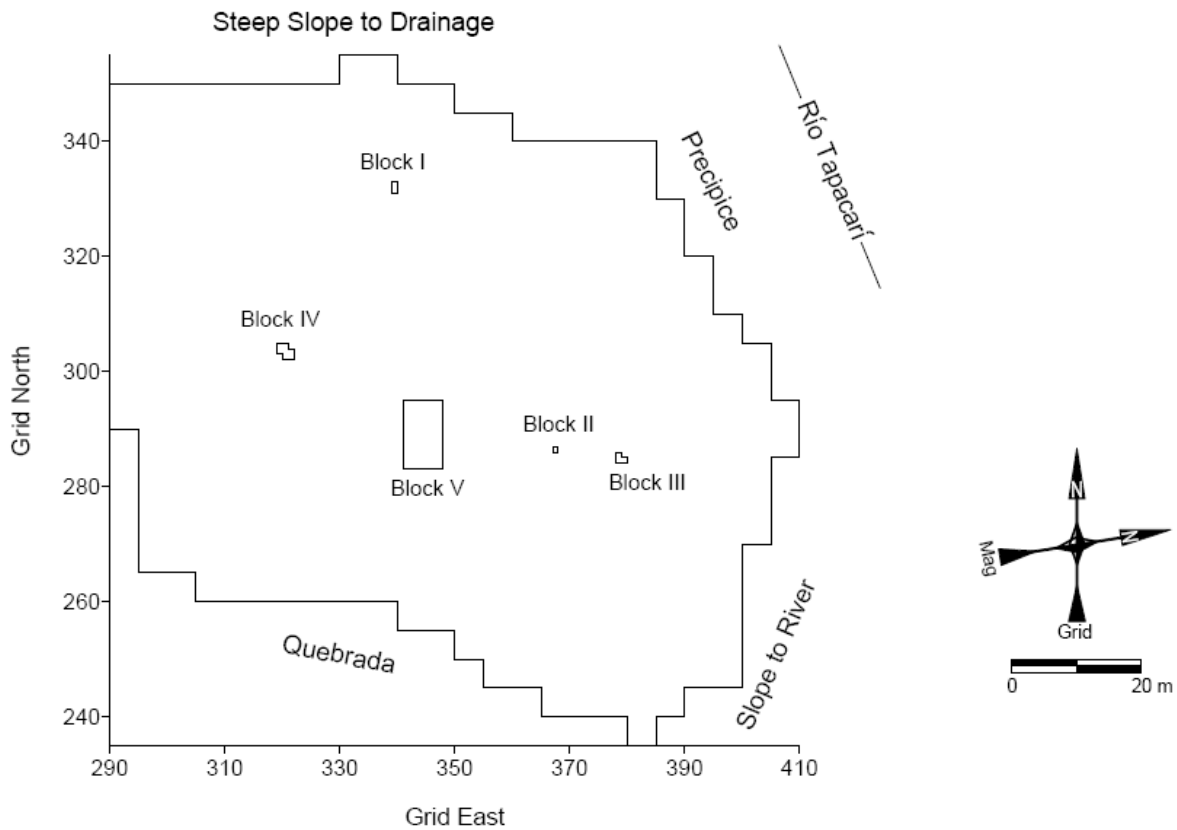 Steep Slope to Drainage
Río Tapacarí
Precipice
340
Block I
320
Block IV
300
Grid North
Block II
Block V
Block III
280
260
Quebrada
Slope to River
240
290 310 330 350 370 390 410
Grid East
N
N
Mag
Grid
0 20 m